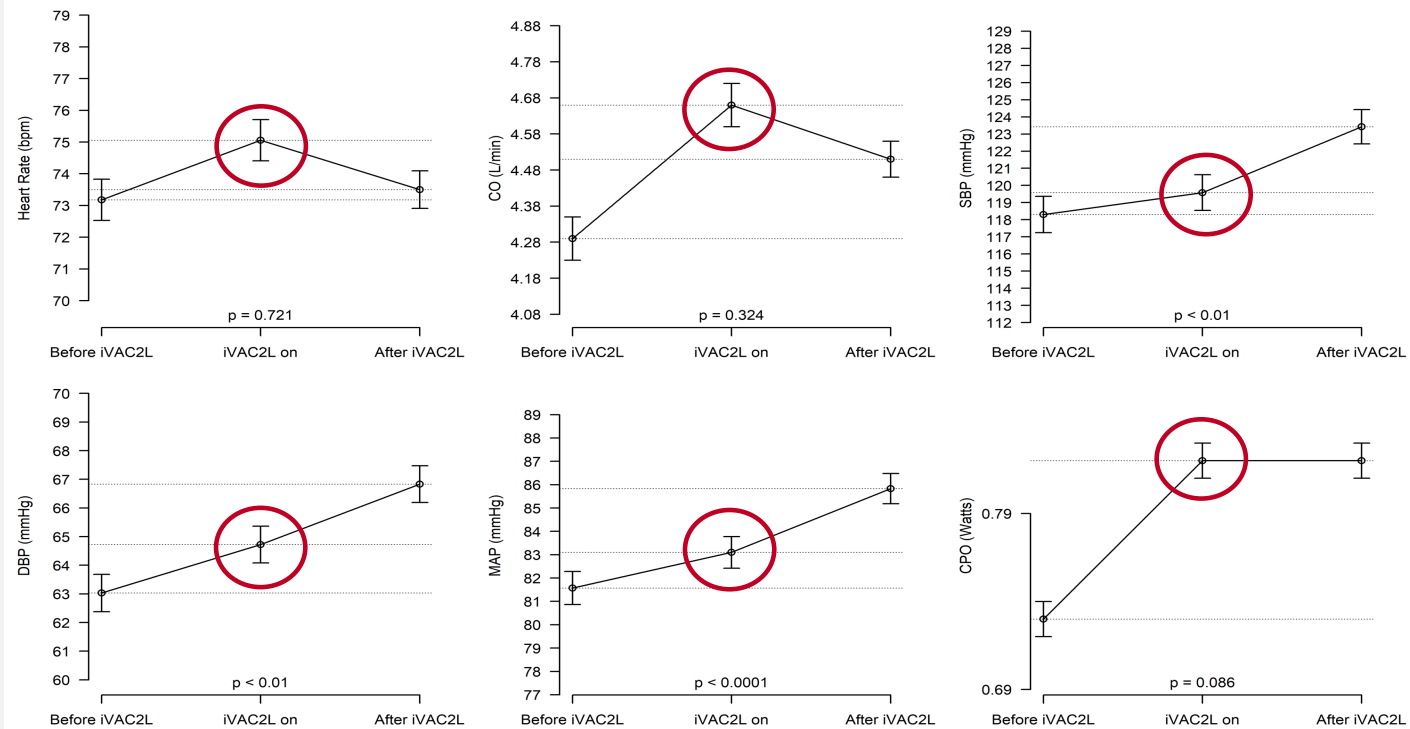 Heart Rate (bpm)
79
78
77
76
75
74
73
72
71
70
p = 0.721
Before iVAC2L
iVAC2L on
After iVAC2L
CO (L/min)
4.88
4.78
4.68
4.58
4.48
4.38
4.28
4.18
4.08
p = 0.324
Before iVAC2L
iVAC2L on
After iVAC2L
SBP (mmHg)
129
128
127
126
125
124
123
122
121
120
119
118
117
116
115
114
113
112
p < 0.01
Before iVAC2L
iVAC2L on
After iVAC2L
DBP (mmHg)
70
69
68
67
66
65
64
63
62
61
60
p < 0.01
Before iVAC2L
iVAC2L on
After iVAC2L
MAP (mmHg)
89
88
87
86
85
84
83
82
81
80
79
78
77
p < 0.0001
Before iVAC2L
iVAC2L on
After iVAC2L
CPO (Watts)
0.79
0.69
p = 0.086
Before iVAC2L
iVAC2L on
After iVAC2L